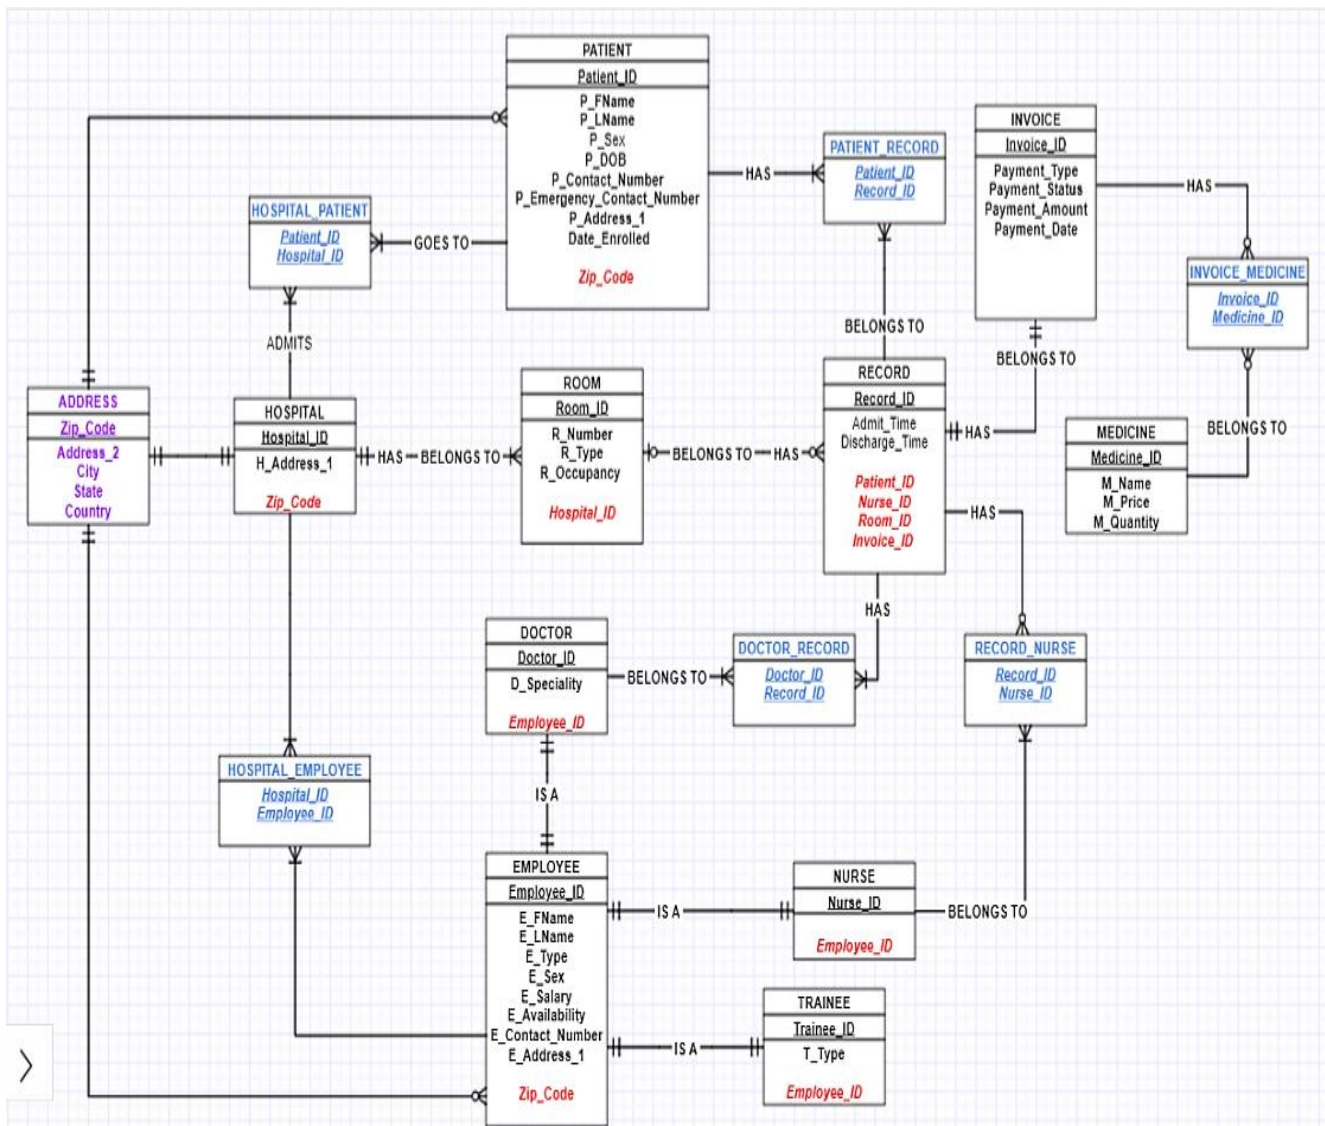 PATIENT
Patient_ID
P_FName
P_LName
P_Sex
P_DOB
P_Contact_Number
P_Emergency_Contact_Number
P_Address_1
Date_Enrolled
Zip_Code
HAS
PATIENT_RECORD
Patient_ID
Record_ID
INVOICE
Invoice_ID
Payment_Type
Payment_Status
Payment_Amount
Payment_Date
HAS
HOSPITAL_PATIENT
Patient_ID
Hospital_ID
GOES TO
INVOICE_MEDICINE
Invoice_ID
Medicine_ID
ADMITS
BELONGS TO
BELONGS TO
ADDRESS
Zip_Code
Address_2
City
State
Country
HOSPITAL
Hospital_ID
H_Address_1
Zip_Code
HAS
BELONGS TO
ROOM
Room_ID
R_Number
R_Type
R_Occupancy
Hospital_ID
BELONGS TO
HAS
RECORD
Record_ID
Admit_Time
Discharge_Time
Patient_ID
Nurse_ID
Room_ID
Invoice_ID
HAS
MEDICINE
Medicine_ID
M_Name
M_Price
M_Quantity
BELONGS TO
HAS
HAS
DOCTOR
Doctor_ID
D_Speciality
Employee_ID
BELONGS TO
DOCTOR_RECORD
Doctor_ID
Record_ID
RECORD_NURSE
Record_ID
Nurse_ID
HOSPITAL_EMPLOYEE
Hospital_ID
Employee_ID
IS A
EMPLOYEE
Employee_ID
E_FName
E_LName
E_Type
E_Sex
E_Salary
E_Availability
E_Contact_Number
E_Address_1
Zip_Code
IS A
NURSE
Nurse_ID
Employee_ID
BELONGS TO
IS A
TRAINEE
Trainee_ID
T_Type
Employee_ID